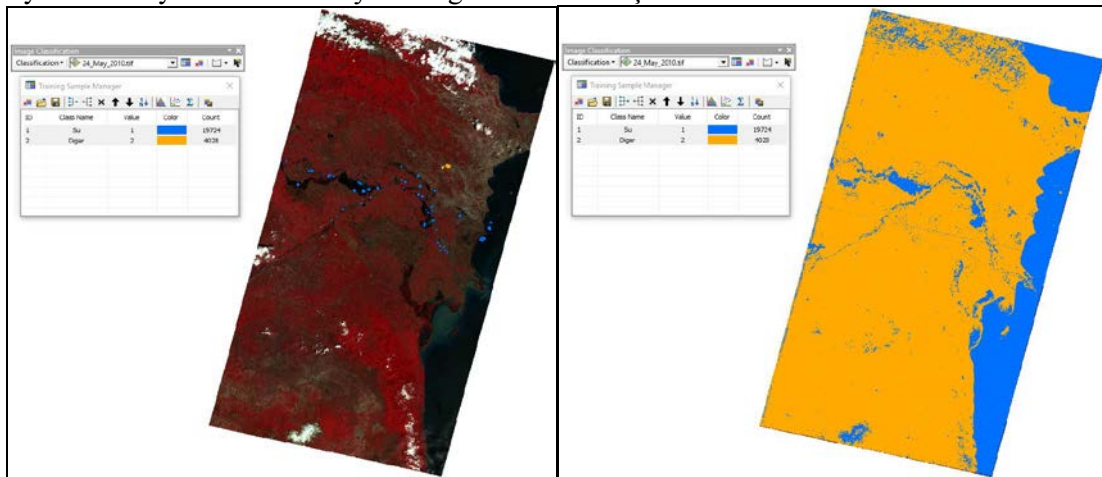 Image Classification
Classification 24_May_2010.tif
Training Sample Manager
ID Class Name Value Color Count
1 Su 1 19724
2 Diger 2 4028
Image Classification
Classification 24_May_2010.tif
Training Sample Manager
ID Class Name Value Color Count
1 Su 1 19724
2 Diger 2